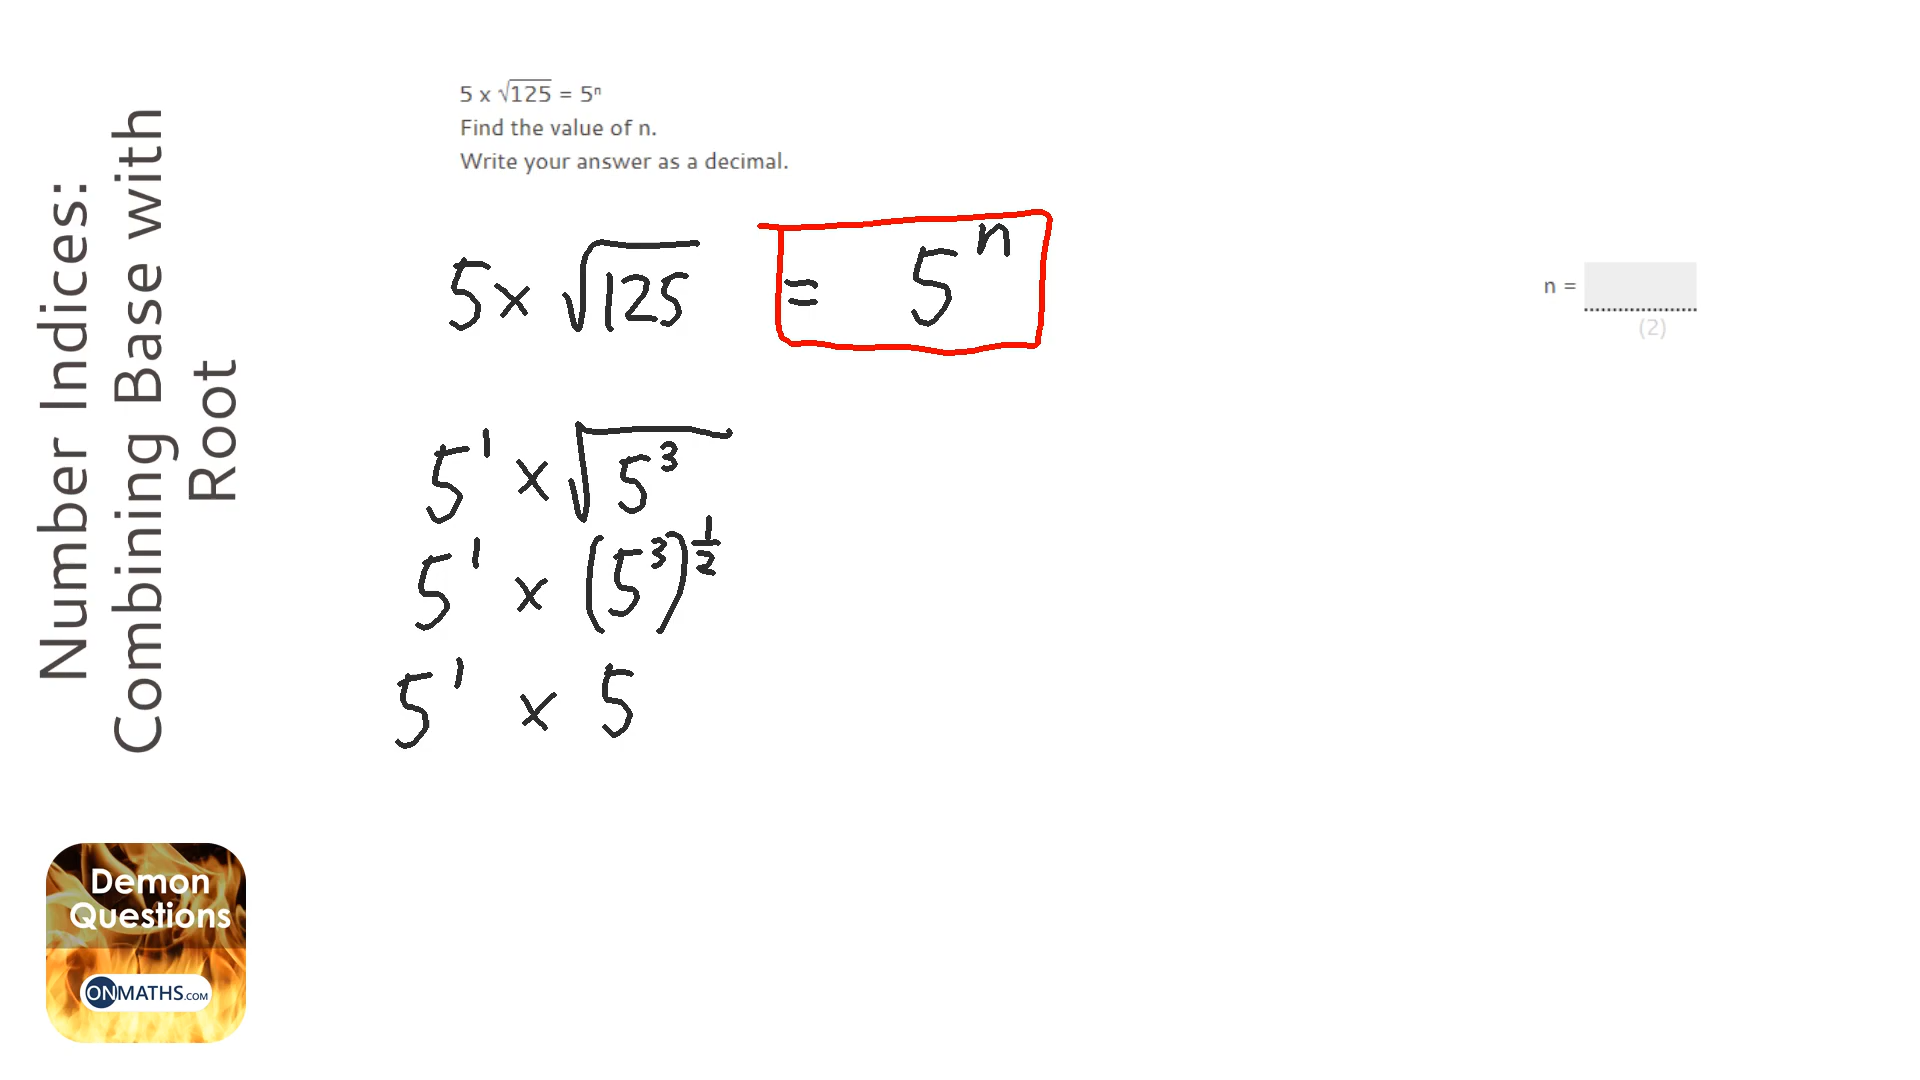 Number Indices:
Combining Base with
Root
5 x √125 = 5ⁿ
Find the value of n.
Write your answer as a decimal.
5 × √125 = 5ⁿ
n =
(2)
5¹ × √5³
5¹ × (5³)^½
5¹ × 5
Demon
Questions
ONMATHS.COM